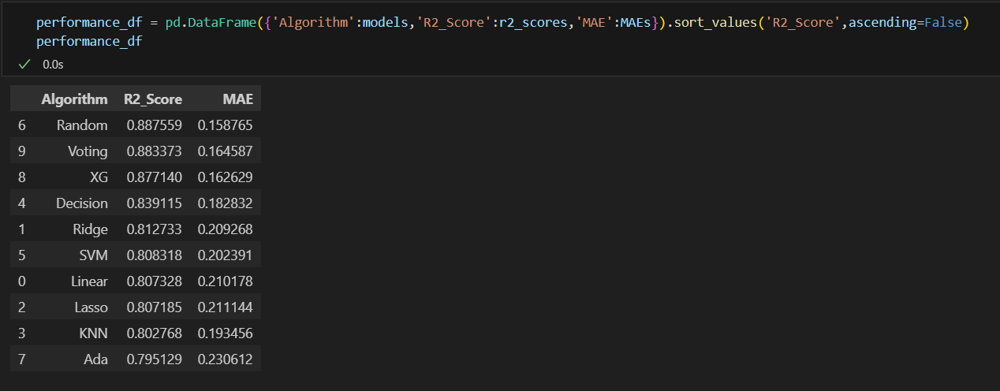 performance_df = pd.DataFrame({'Algorithm':models,'R2_Score':r2_scores,'MAE':MAEs}).sort_values('R2_Score',ascending=False)
performance_df
✓ 0.0s
Algorithm R2_Score MAE
6 Random 0.887559 0.158765
9 Voting 0.883373 0.164587
8 XG 0.877140 0.162629
4 Decision 0.839115 0.182832
1 Ridge 0.812733 0.209268
5 SVM 0.808318 0.202391
0 Linear 0.807328 0.210178
2 Lasso 0.807185 0.211144
3 KNN 0.802768 0.193456
7 Ada 0.795129 0.230612